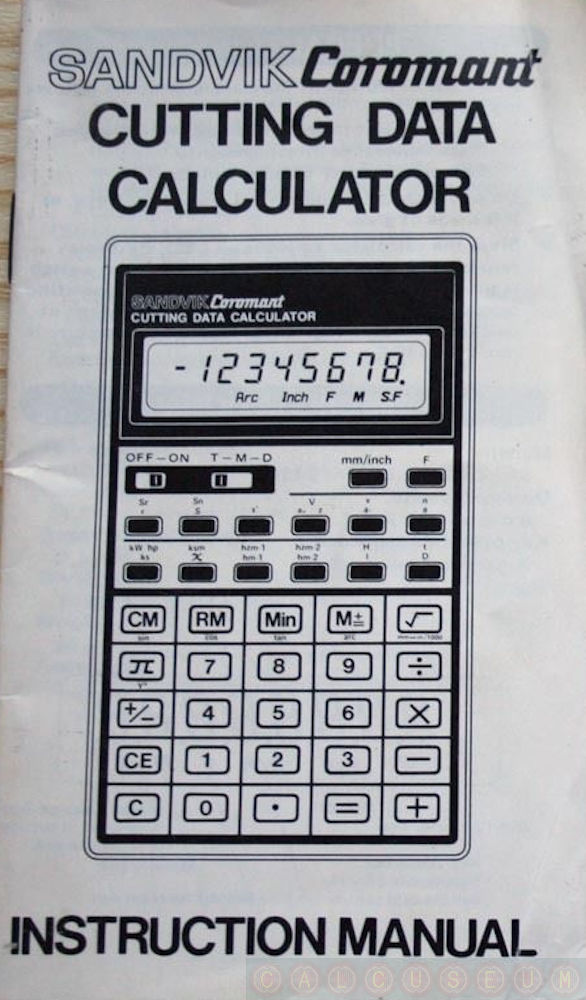 SANDVIK Coromant
CUTTING DATA
CALCULATOR
SANDVIK Coromant
CUTTING DATA CALCULATOR
-12345678.
Arc Inch F M S.F
OFF-ON T-M-D mm/inch F
Sr Sn V n
S z
kW hp ksm hzm·1 hzm·2 H t
ks hm·1 hm·2 I D
CM RM Min M± √
sin cos tan arc
π 7 8 9 ÷
+/− 4 5 6 ×
CE 1 2 3 −
C 0 · = +
INSTRUCTION MANUAL
CALCUSEUM